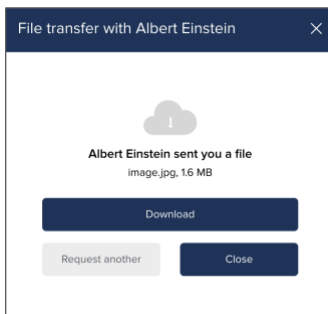 File transfer with Albert Einstein
Albert Einstein sent you a file
image.jpg, 1.6 MB
Download
Request another
Close